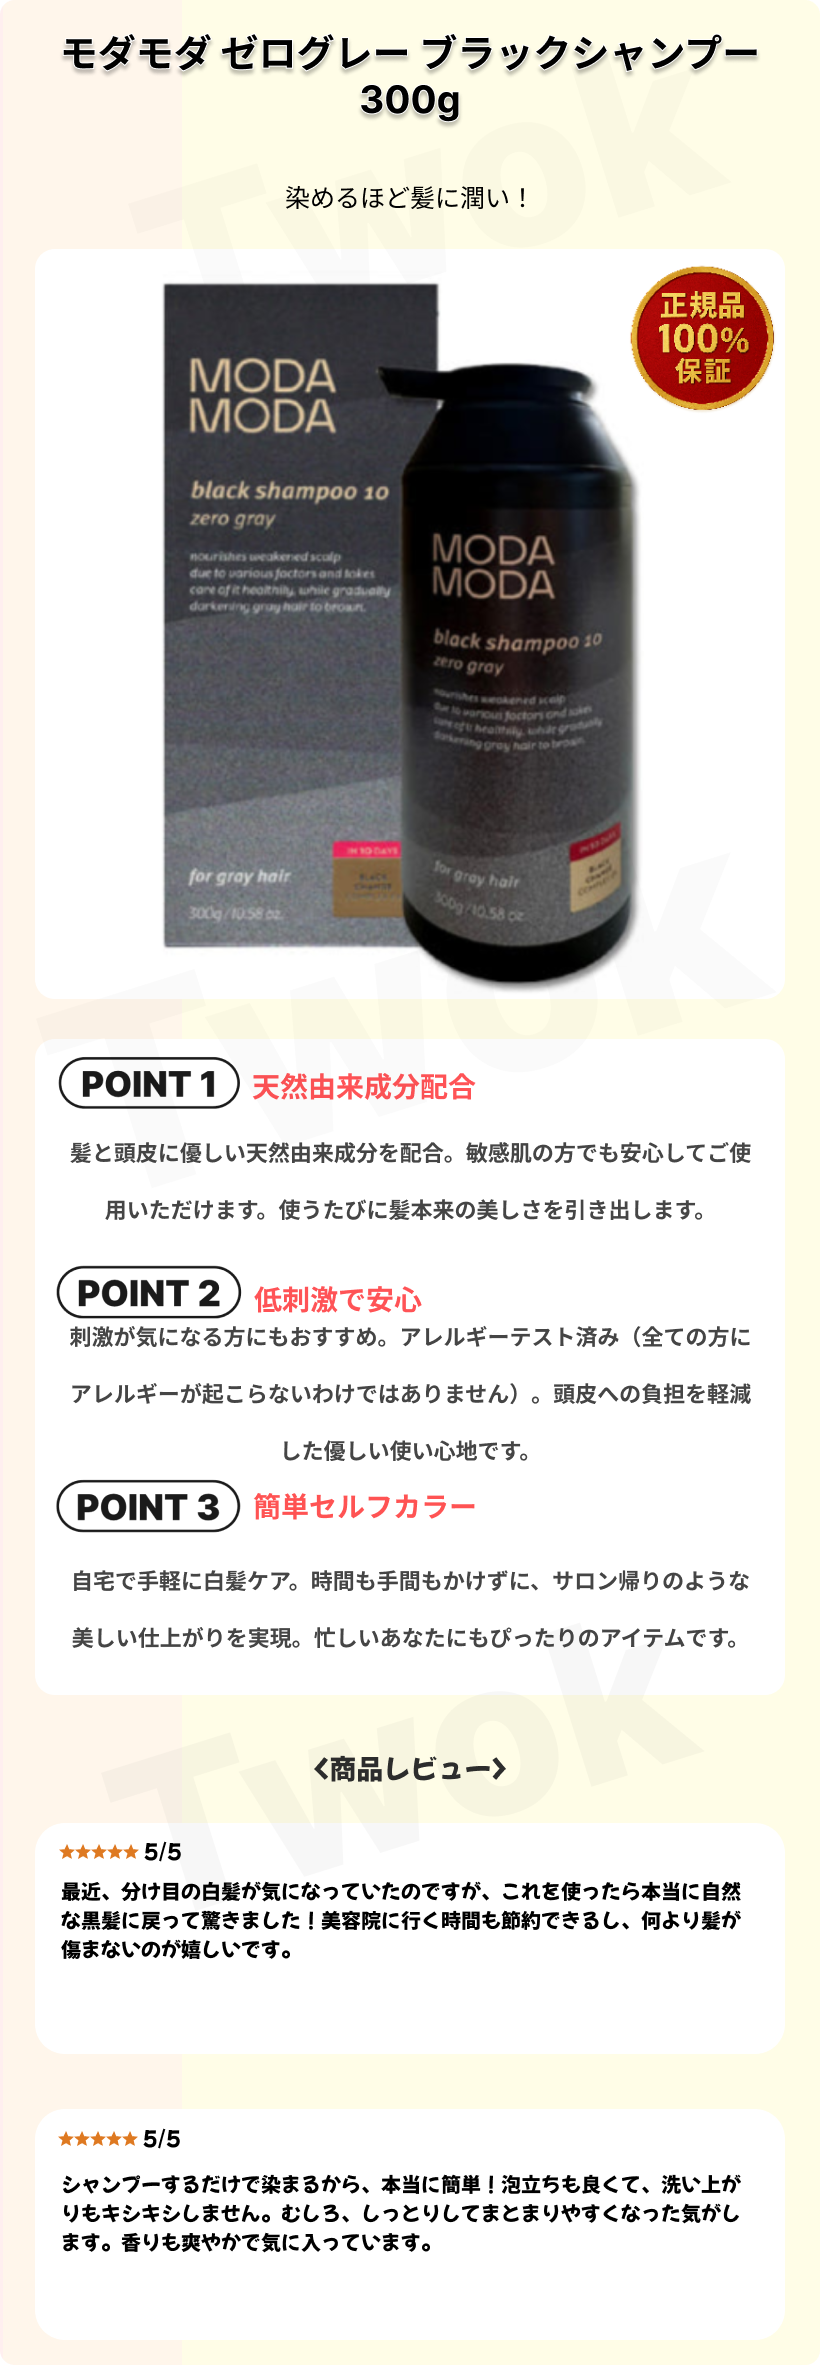 モダモダ ゼログレー ブラックシャンプー
300g
染めるほど髪に潤い！
正規品
100%
保証
MODA
MODA
black shampoo 10
zero gray
nourishes weakened scalp
due to various factors and takes
care of it healthily, while gradually
darkening gray hair to brown.
IN 10 DAYS
BLACK
CHANGE
COMPLETED
for gray hair
300g / 10.58 oz.
MODA
MODA
black shampoo 10
zero gray
nourishes weakened scalp
due to various factors and takes
care of it healthily, while gradually
darkening gray hair to brown.
IN 10 DAYS
BLACK
CHANGE
COMPLETED
for gray hair
300g / 10.58 oz
POINT 1 天然由来成分配合
髪と頭皮に優しい天然由来成分を配合。敏感肌の方でも安心してご使
用いただけます。使うたびに髪本来の美しさを引き出します。
POINT 2 低刺激で安心
刺激が気になる方にもおすすめ。アレルギーテスト済み（全ての方に
アレルギーが起こらないわけではありません）。頭皮への負担を軽減
した優しい使い心地です。
POINT 3 簡単セルフカラー
自宅で手軽に白髪ケア。時間も手間もかけずに、サロン帰りのような
美しい仕上がりを実現。忙しいあなたにもぴったりのアイテムです。
<商品レビュー>
★★★★★ 5/5
最近、分け目の白髪が気になっていたのですが、これを使ったら本当に自然
な黒髪に戻って驚きました！美容院に行く時間も節約できるし、何より髪が
傷まないのが嬉しいです。
★★★★★ 5/5
シャンプーするだけで染まるから、本当に簡単！泡立ちも良くて、洗い上が
りもキシキシしません。むしろ、しっとりしてまとまりやすくなった気がし
ます。香りも爽やかで気に入っています。
Twok
Twok
Twok